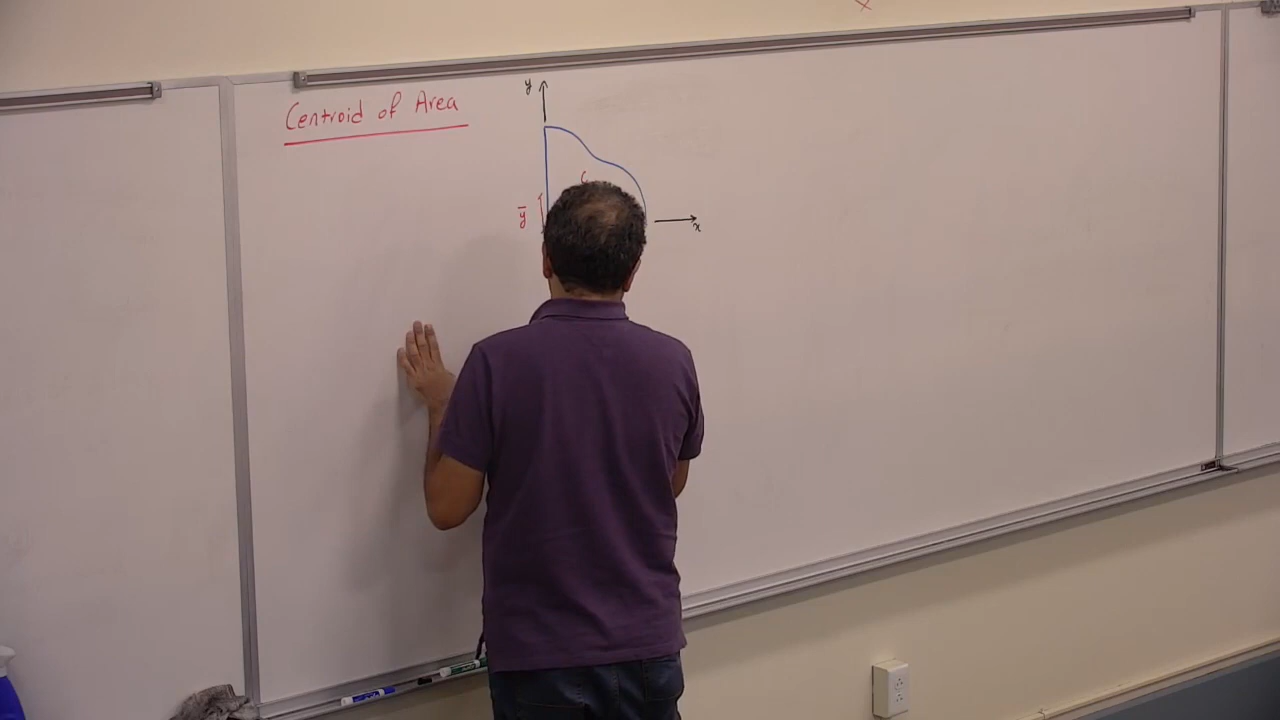 Centroid of Area
y
C
y̅
x